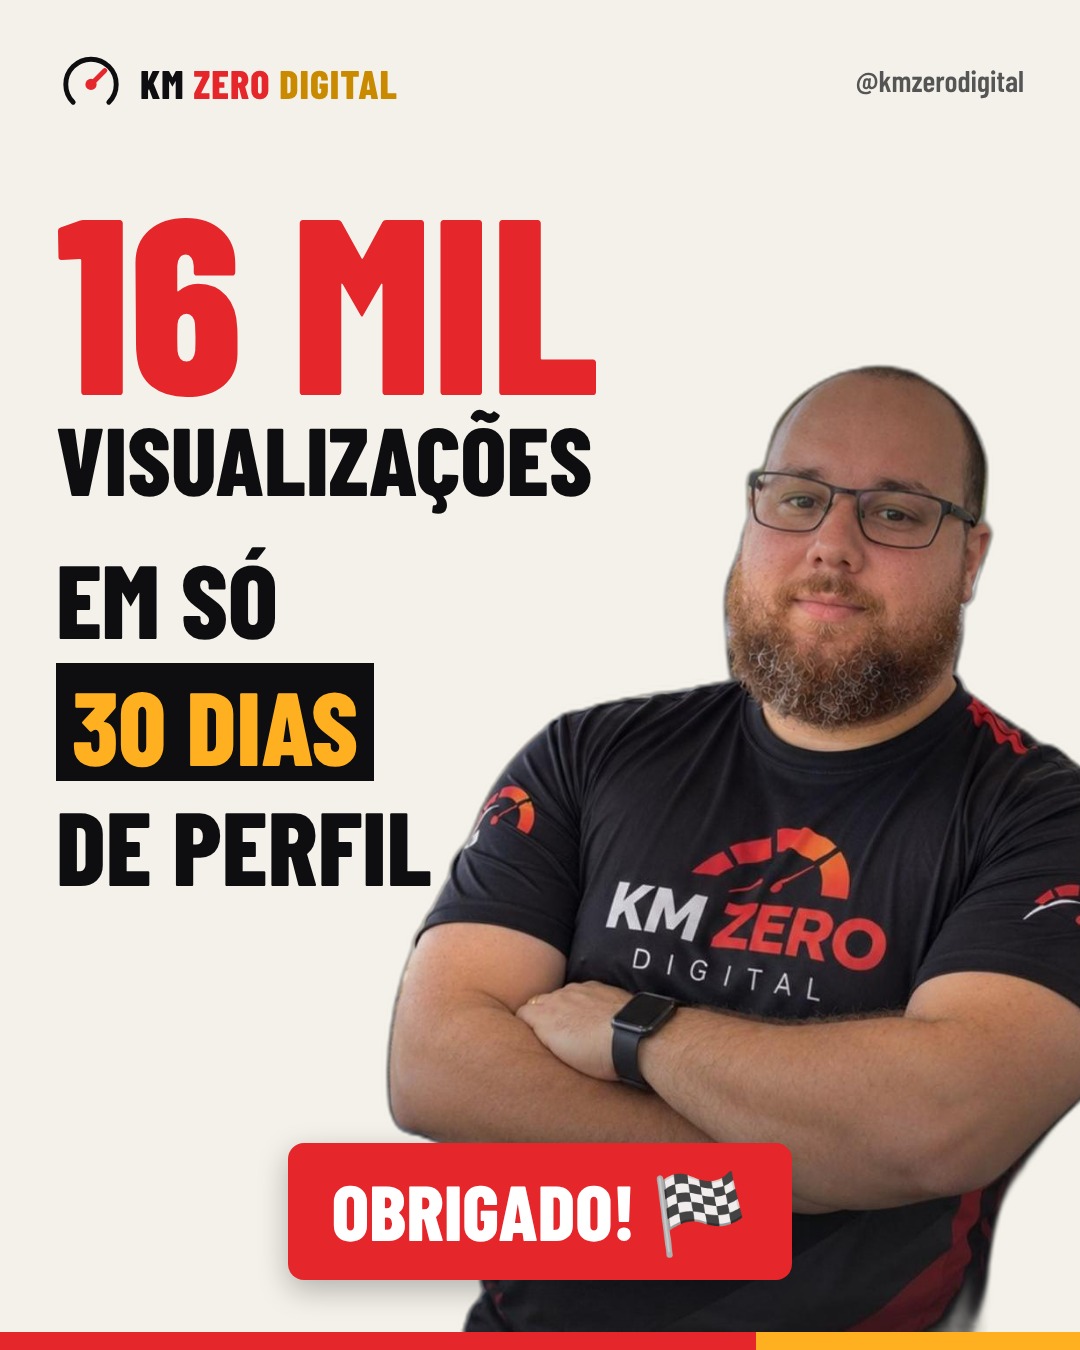 KM ZERO DIGITAL
@kmzerodigital
16 MIL
VISUALIZAÇÕES
EM SÓ
30 DIAS
DE PERFIL
KM ZERO
DIGITAL
OBRIGADO!